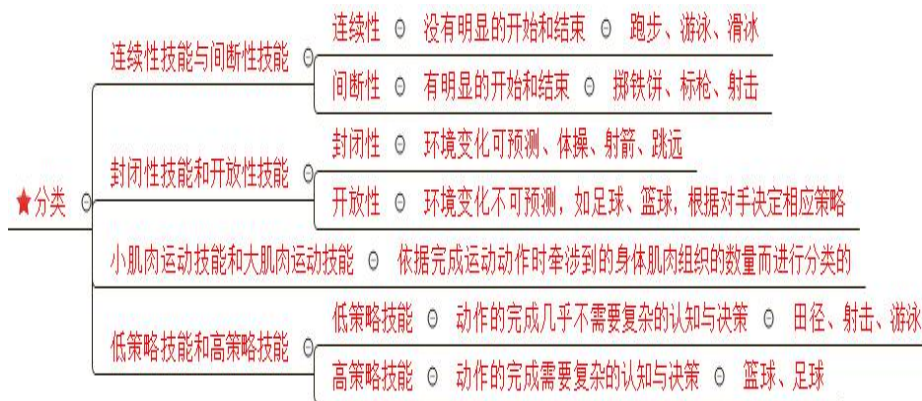 ★分类
连续性技能与间断性技能
连续性 没有明显的开始和结束 跑步、游泳、滑冰
间断性 有明显的开始和结束 掷铁饼、标枪、射击
封闭性技能和开放性技能
封闭性 环境变化可预测、体操、射箭、跳远
开放性 环境变化不可预测，如足球、篮球，根据对手决定相应策略
小肌肉运动技能和大肌肉运动技能 依据完成运动动作时牵涉到的身体肌肉组织的数量而进行分类的
低策略技能和高策略技能
低策略技能 动作的完成几乎不需要复杂的认知与决策 田径、射击、游泳
高策略技能 动作的完成需要复杂的认知与决策 篮球、足球